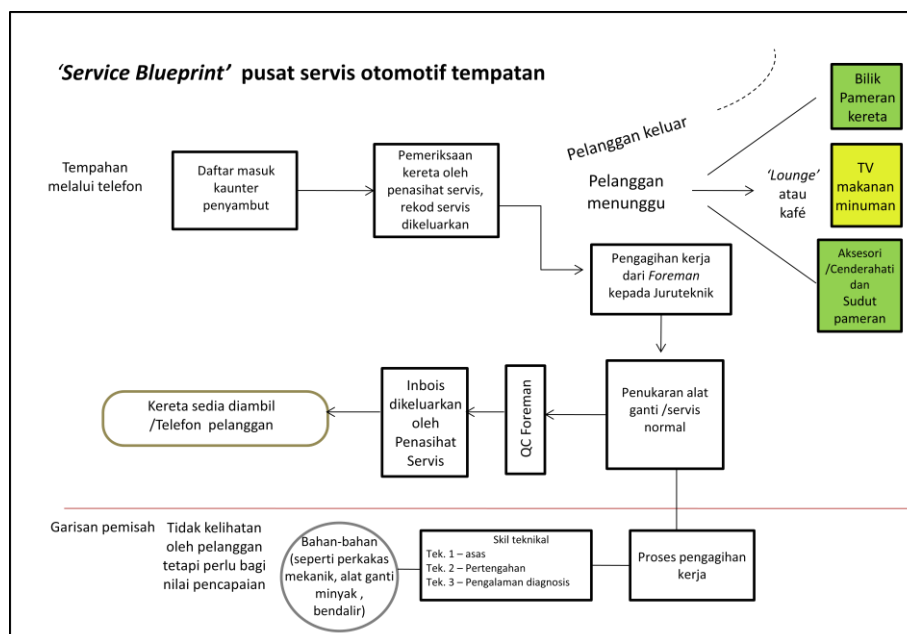 ‘Service Blueprint’ pusat servis otomotif tempatan
Tempahan
melalui telefon
Daftar masuk
kaunter
penyambut
Pemeriksaan
kereta oleh
penasihat servis,
rekod servis
dikeluarkan
Pelanggan keluar
Pelanggan
menunggu
‘Lounge’
atau
kafé
Bilik
Pameran
kereta
TV
makanan
minuman
Aksesori
/Cenderahati
dan
Sudut
pameran
Pengagihan kerja
dari Foreman
kepada Juruteknik
Penukaran alat
ganti /servis
normal
QC Foreman
Inbois
dikeluarkan
oleh
Penasihat
Servis
Kereta sedia diambil
/Telefon pelanggan
Garisan pemisah
Tidak kelihatan
oleh pelanggan
tetapi perlu bagi
nilai pencapaian
Bahan-bahan
(seperti perkakas
mekanik, alat ganti
minyak ,
bendalir)
Skil teknikal
Tek. 1 – asas
Tek. 2 – Pertengahan
Tek. 3 – Pengalaman diagnosis
Proses pengagihan
kerja